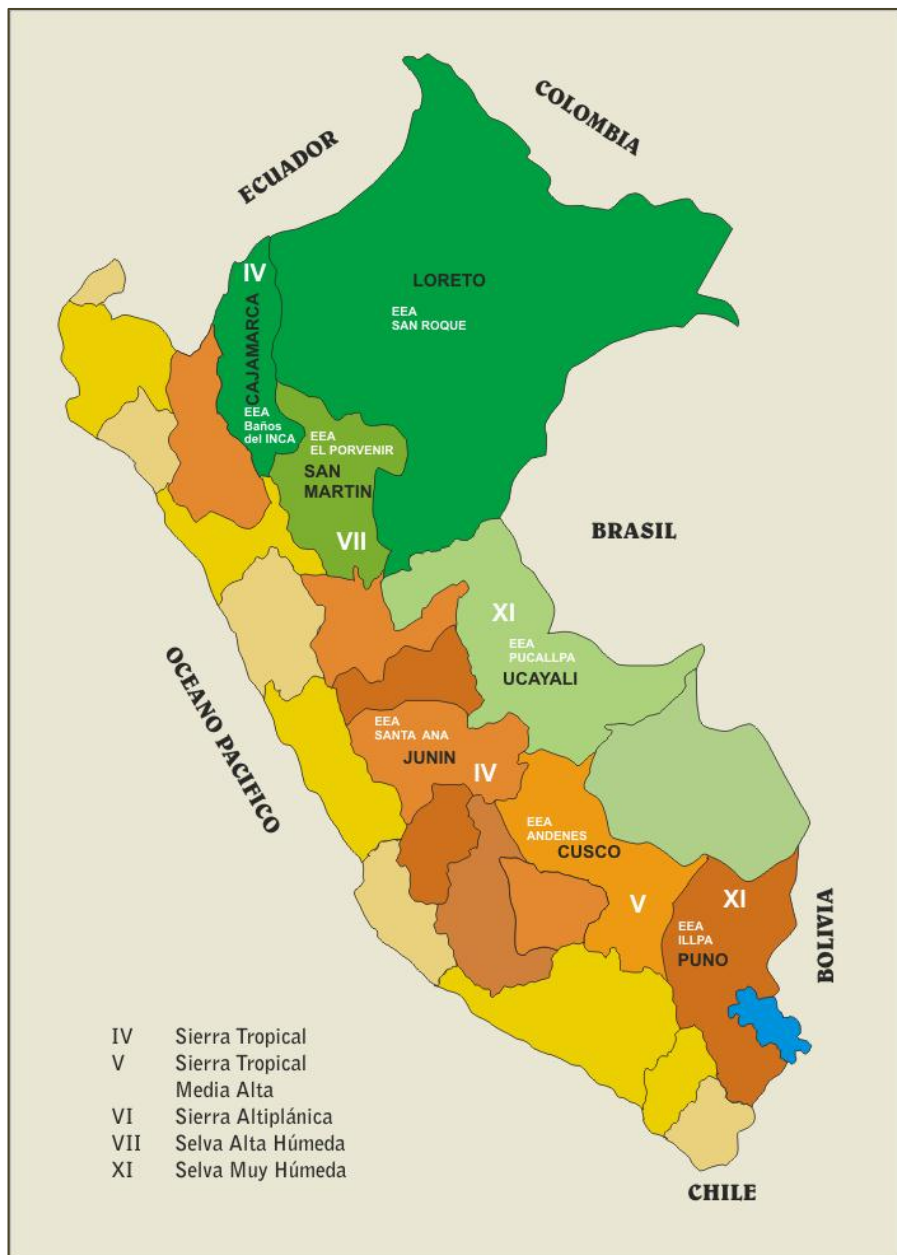 COLOMBIA
ECUADOR
IV
CAJAMARCA
EEA
Baños
del INCA
LORETO
EEA
SAN ROQUE
EEA
EL PORVENIR
SAN
MARTIN
VII
BRASIL
XI
EEA
PUCALLPA
UCAYALI
OCEANO PACIFICO
EEA
SANTA ANA
JUNIN
IV
EEA
ANDENES
CUSCO
V
XI
EEA
ILLPA
PUNO
BOLIVIA
IV Sierra Tropical
V Sierra Tropical
Media Alta
VI Sierra Altiplánica
VII Selva Alta Húmeda
XI Selva Muy Húmeda
CHILE